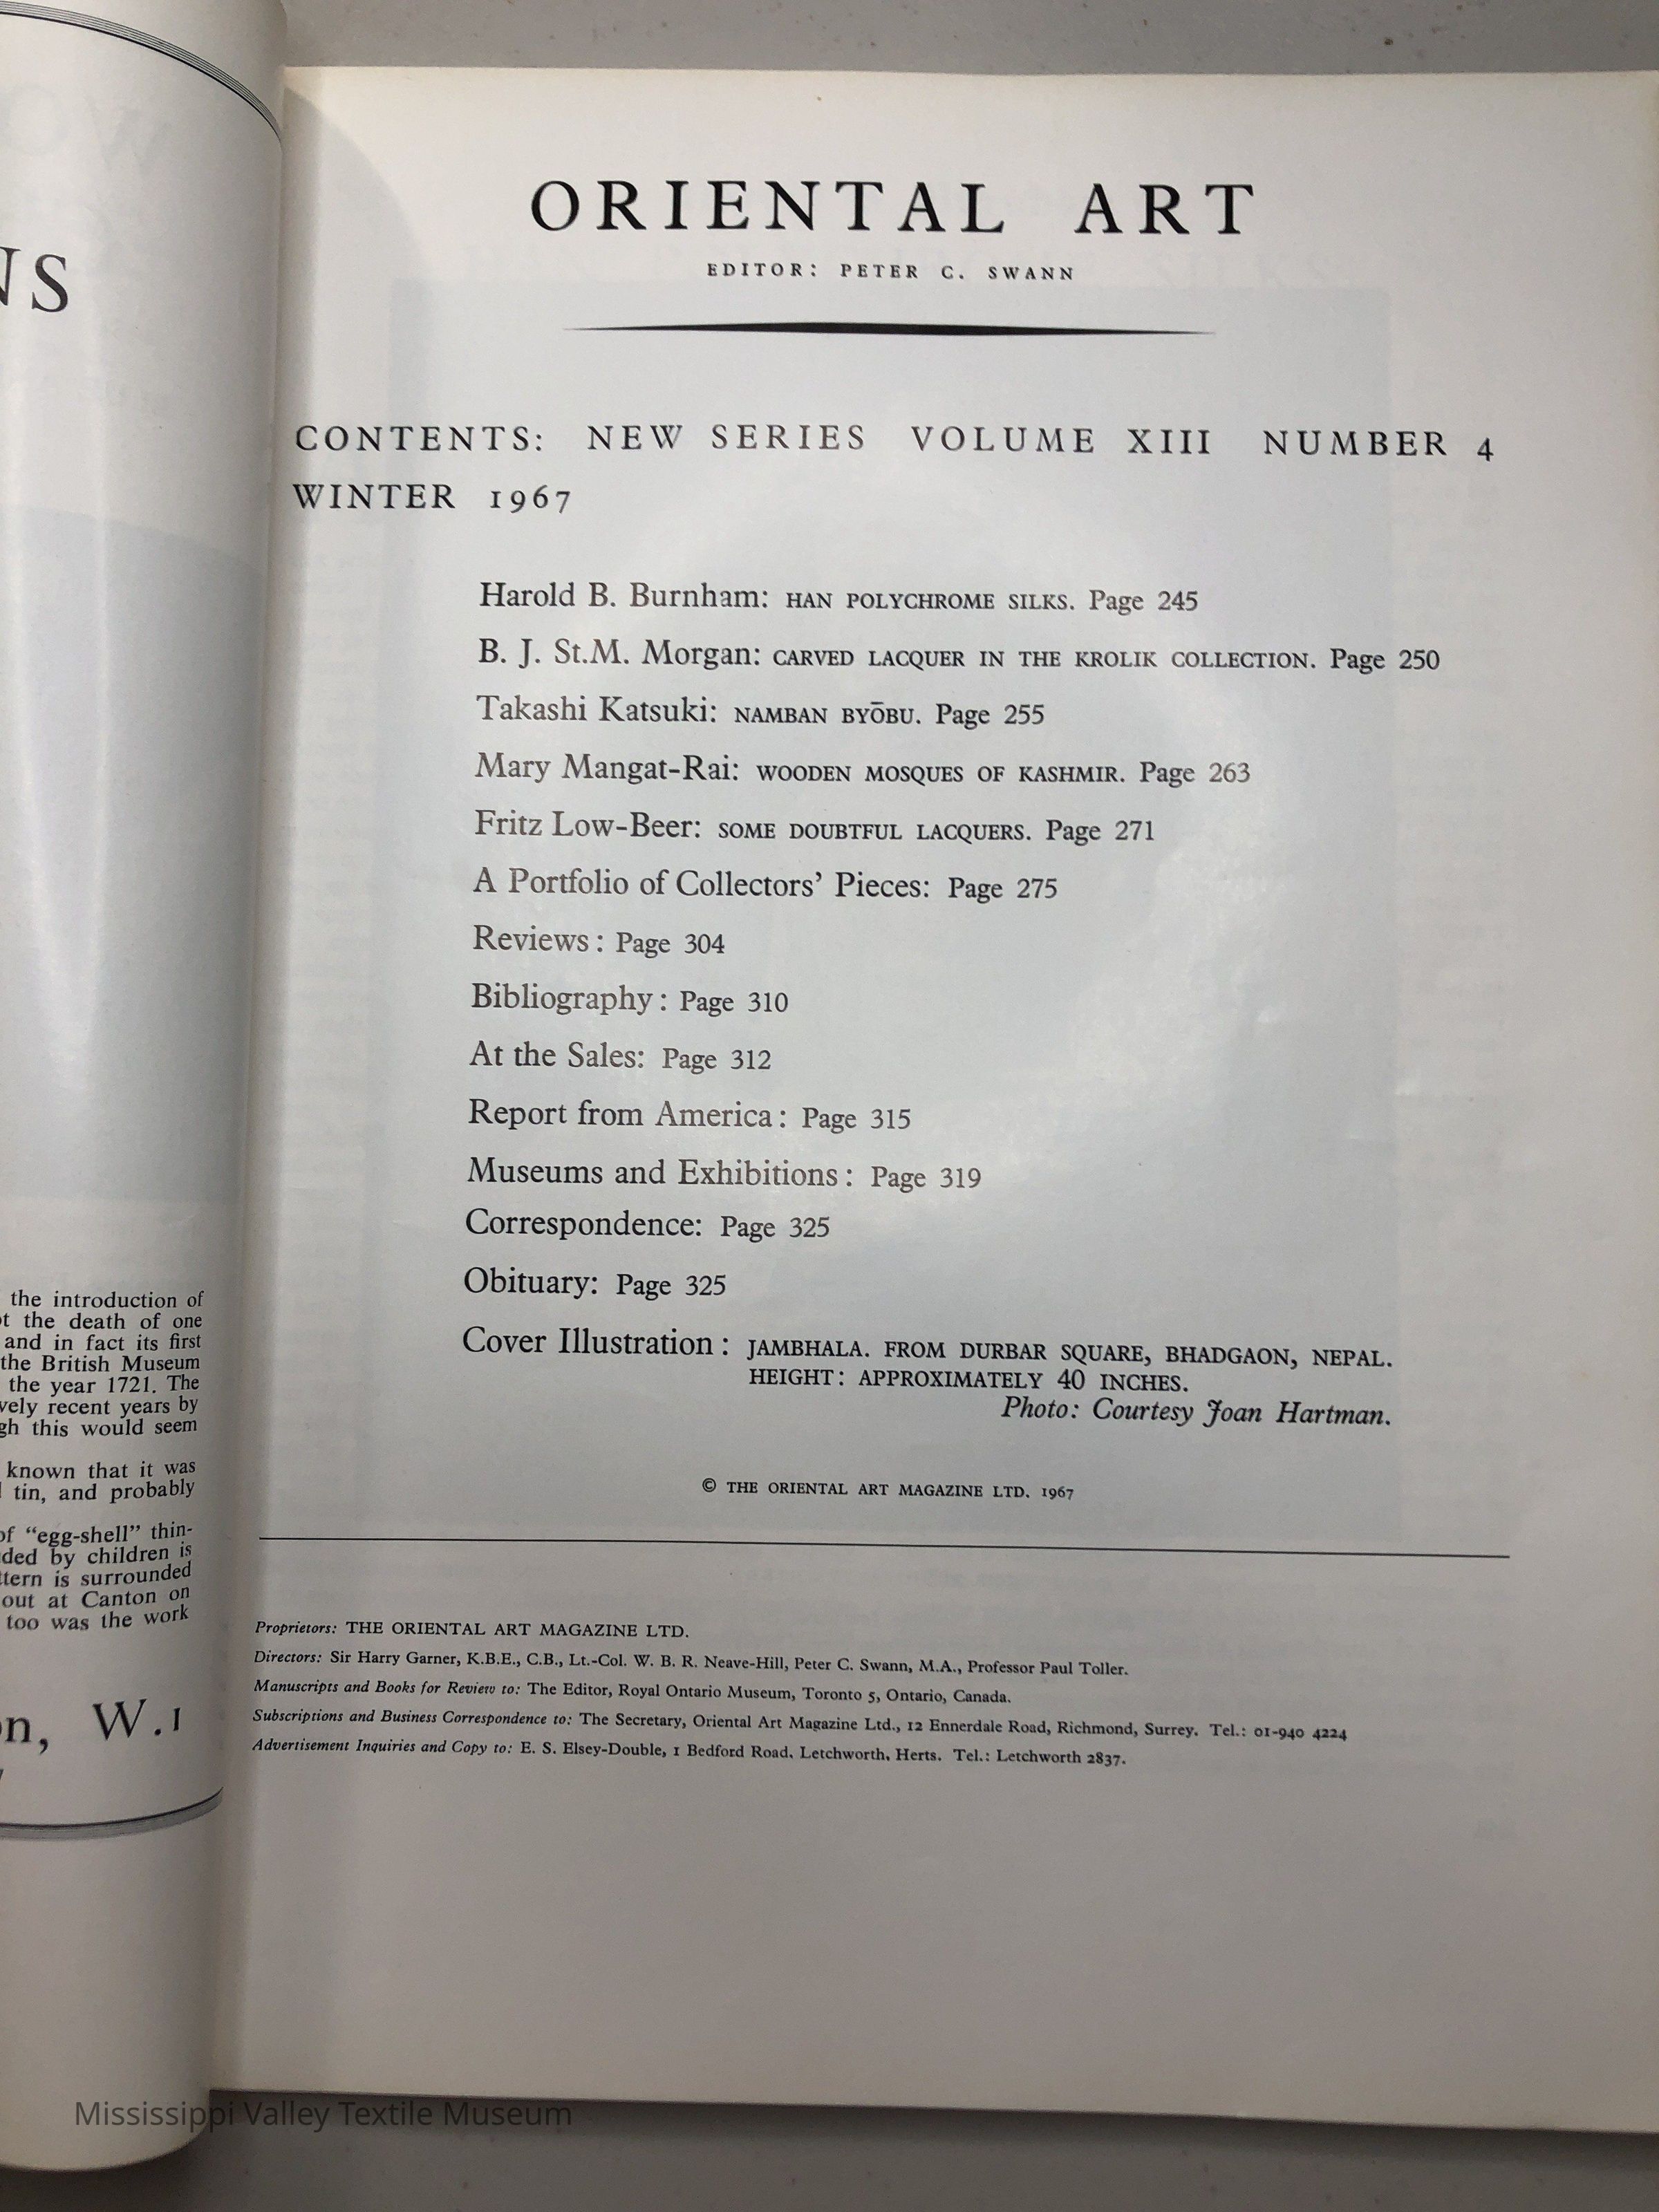 NS
the introduction of
the death of one
and in fact its first
the British Museum
the year 1721. The
recent years by
this would seem
known that it was
tin, and probably
of "egg-shell" thin-
by children is
is surrounded
out at Canton on
too was the work
W.1
ORIENTAL ART
EDITOR: PETER C. SWANN
CONTENTS: NEW SERIES VOLUME XIII NUMBER 4
WINTER 1967
Harold B. Burnham: HAN POLYCHROME SILKS. Page 245
B. J. St.M. Morgan: CARVED LACQUER IN THE KROLIK COLLECTION. Page 250
Takashi Katsuki: NAMBAN BYŌBU. Page 255
Mary Mangat-Rai: WOODEN MOSQUES OF KASHMIR. Page 263
Fritz Low-Beer: SOME DOUBTFUL LACQUERS. Page 271
A Portfolio of Collectors' Pieces: Page 275
Reviews: Page 304
Bibliography: Page 310
At the Sales: Page 312
Report from America: Page 315
Museums and Exhibitions: Page 319
Correspondence: Page 325
Obituary: Page 325
Cover Illustration: JAMBHALA. FROM DURBAR SQUARE, BHADGAON, NEPAL.
HEIGHT: APPROXIMATELY 40 INCHES.
Photo: Courtesy Joan Hartman.
© THE ORIENTAL ART MAGAZINE LTD. 1967
Proprietors: THE ORIENTAL ART MAGAZINE LTD.
Directors: Sir Harry Garner, K.B.E., C.B., Lt.-Col. W. B. R. Neave-Hill, Peter C. Swann, M.A., Professor Paul Toller.
Manuscripts and Books for Review to: The Editor, Royal Ontario Museum, Toronto 5, Ontario, Canada.
Subscriptions and Business Correspondence to: The Secretary, Oriental Art Magazine Ltd., 12 Ennerdale Road, Richmond, Surrey. Tel.: 01-940 4224
Advertisement Inquiries and Copy to: E. S. Elsey-Double, 1 Bedford Road, Letchworth, Herts. Tel.: Letchworth 2837.
Mississippi Valley Textile Museum